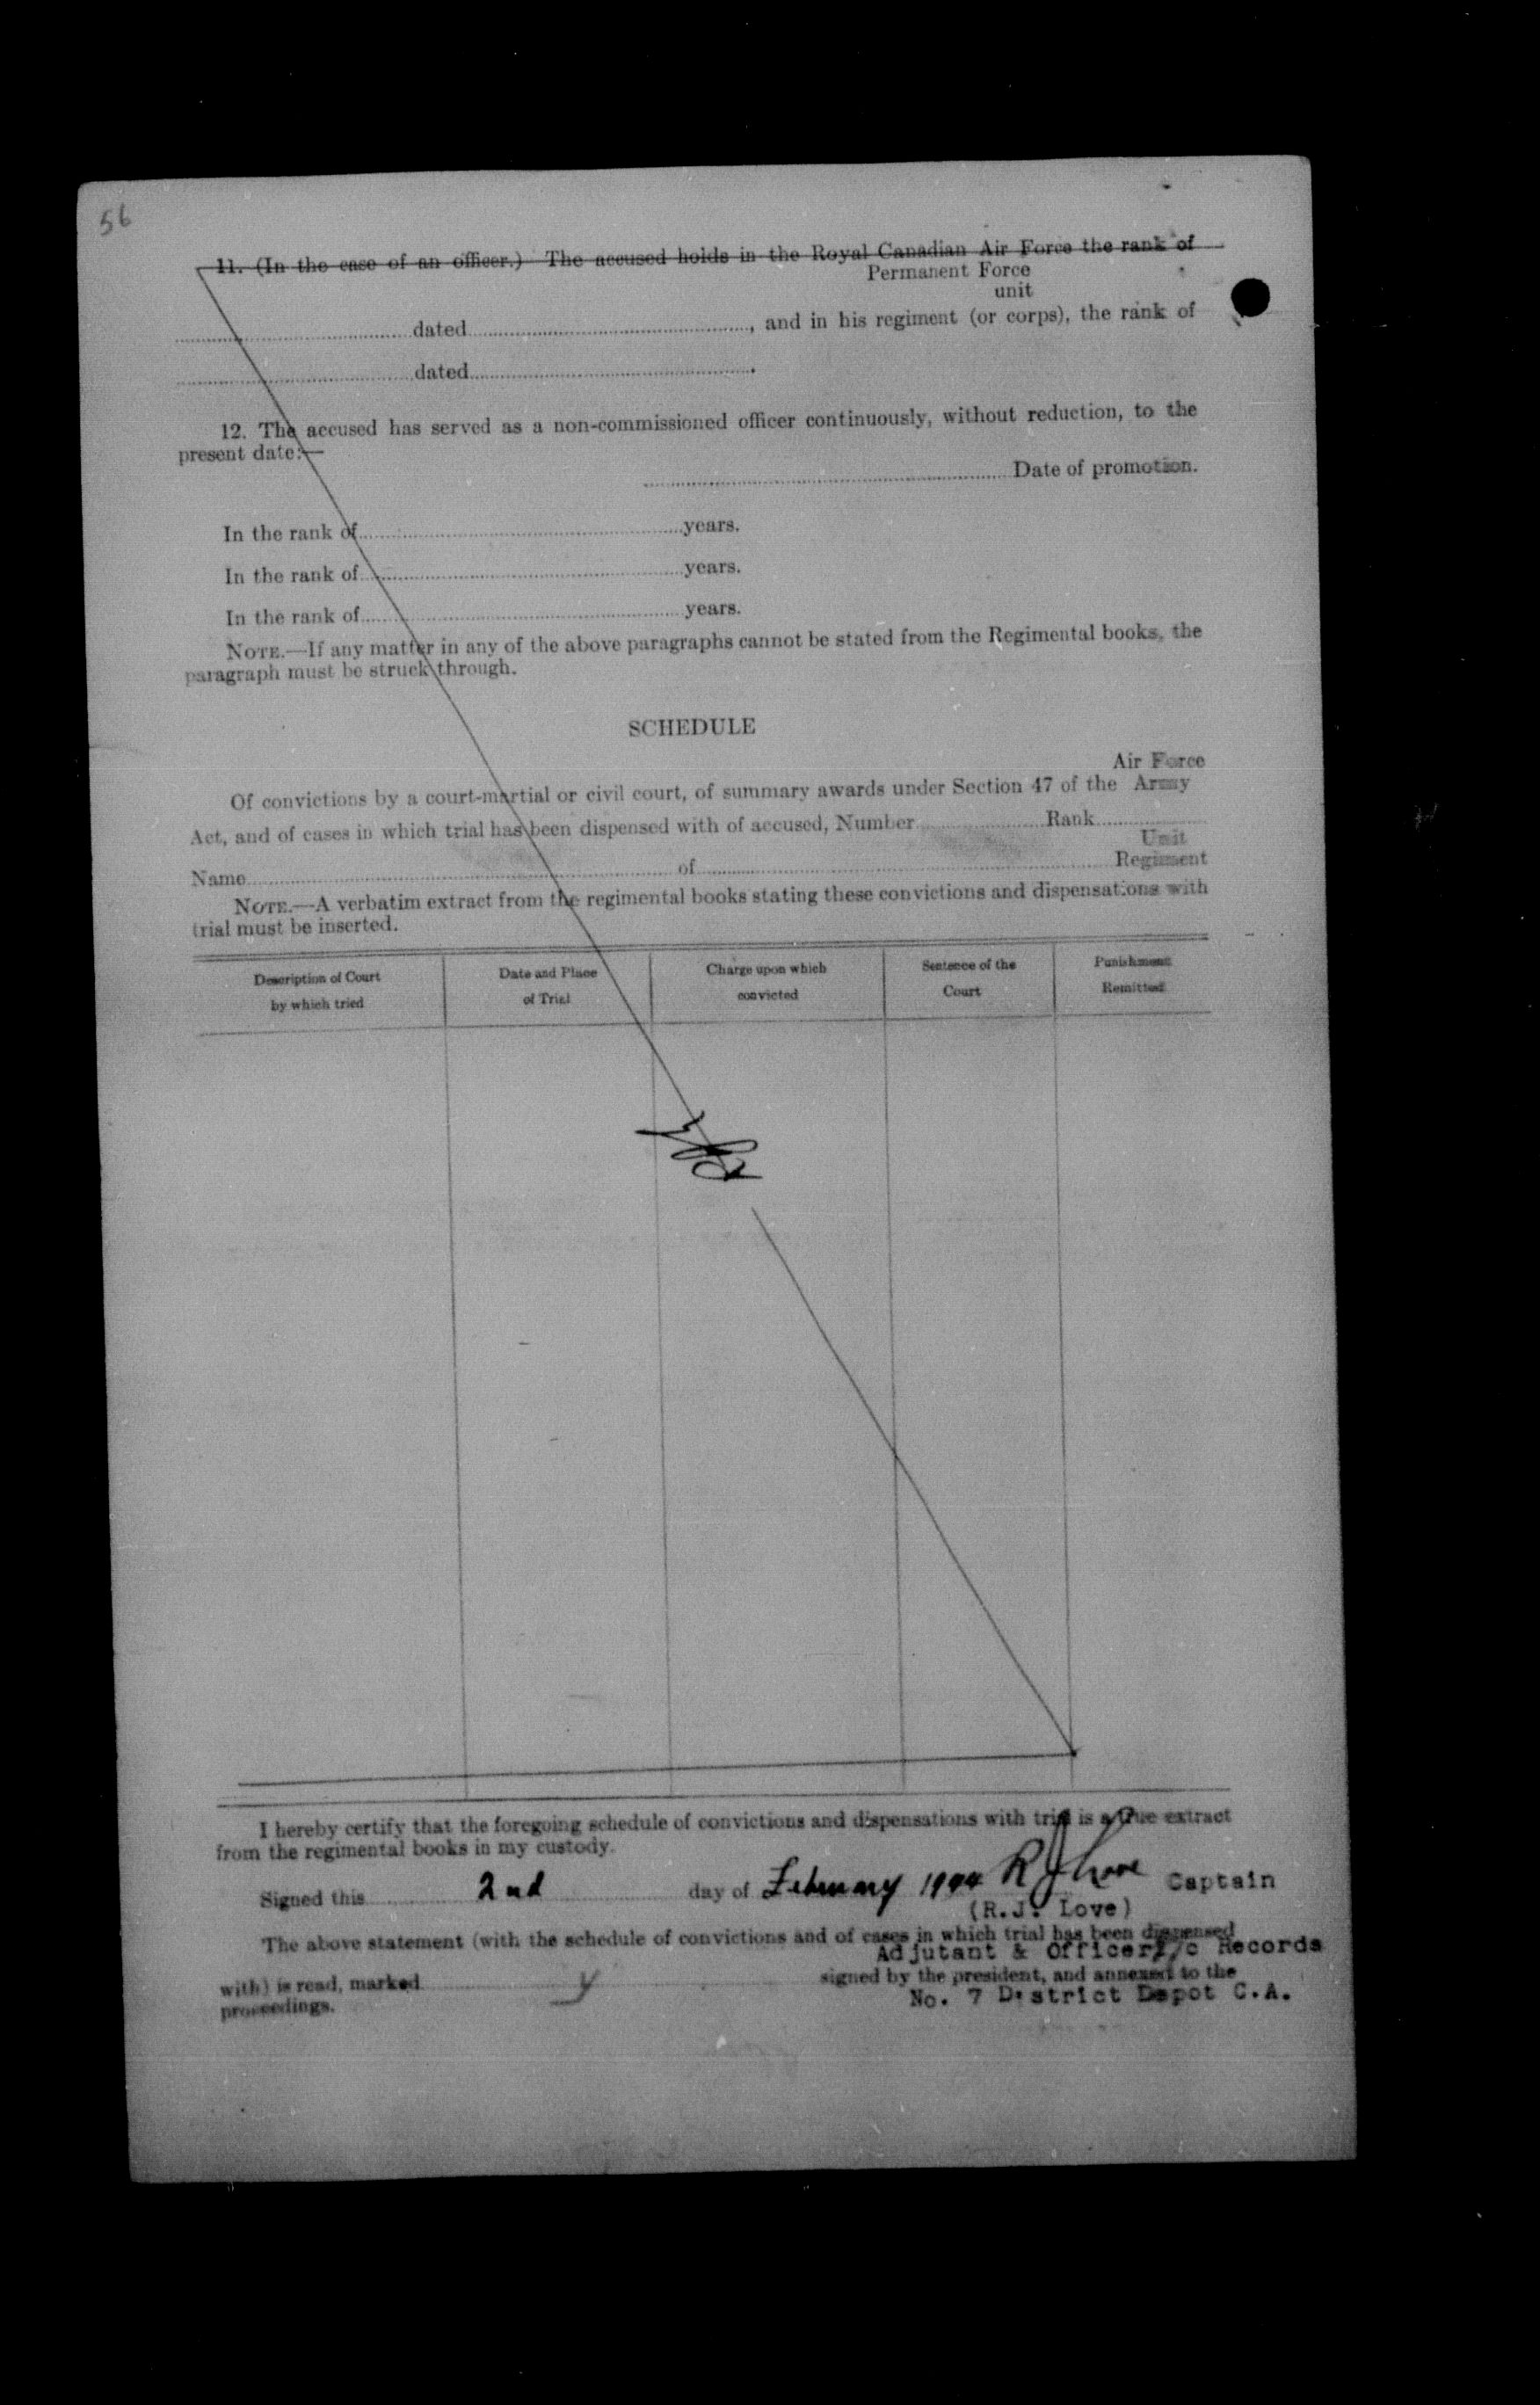 56
11. (In the case of an officer.) The accused holds in the Royal Canadian Air Force the rank of
Permanent Force
unit
dated, and in his regiment (or corps), the rank of
dated.
12. The accused has served as a non-commissioned officer continuously, without reduction, to the
present date:—
Date of promotion.
In the rank of years.
In the rank of years.
In the rank of years.
NOTE.—If any matter in any of the above paragraphs cannot be stated from the Regimental books, the
paragraph must be struck through.
SCHEDULE
Air Force
Of convictions by a court-martial or civil court, of summary awards under Section 47 of the Army
Act, and of cases in which trial has been dispensed with of accused, Number Rank
Unit
Name of Regiment
NOTE.—A verbatim extract from the regimental books stating these convictions and dispensations with
trial must be inserted.
Description of Court by which tried
Date and Place of Trial
Charge upon which convicted
Sentence of the Court
Punishment Remitted
I hereby certify that the foregoing schedule of convictions and dispensations with trial is a true extract
from the regimental books in my custody.
Signed this 2nd day of February 1944 R J Love Captain
(R.J. Love)
The above statement (with the schedule of convictions and of cases in which trial has been dispensed
Adjutant & Officer i/c Records
with) is read, marked y signed by the president, and annexed to the
No. 7 District Depot C.A.
proceedings.